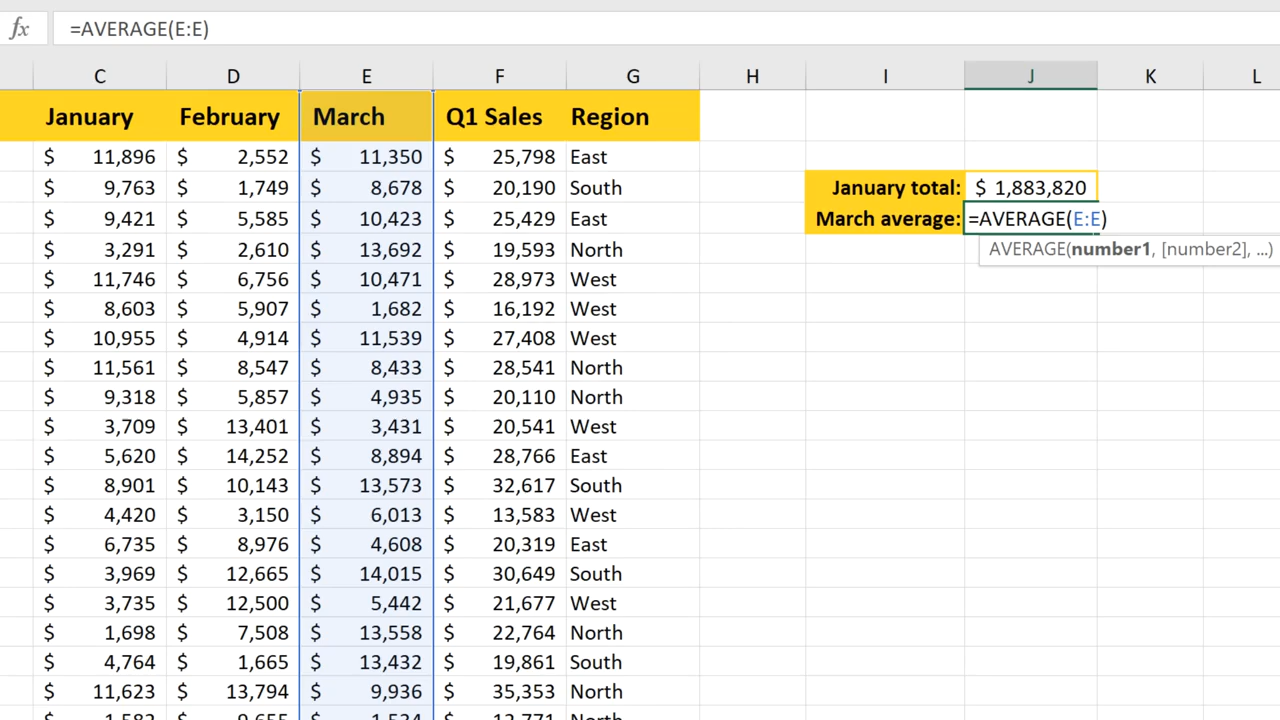 fx =AVERAGE(E:E)
C D E F G H I J K L
January February March Q1 Sales Region
$ 11,896 $ 2,552 $ 11,350 $ 25,798 East
$ 9,763 $ 1,749 $ 8,678 $ 20,190 South January total: $ 1,883,820
$ 9,421 $ 5,585 $ 10,423 $ 25,429 East March average: =AVERAGE(E:E)
$ 3,291 $ 2,610 $ 13,692 $ 19,593 North AVERAGE(number1, [number2], ...)
$ 11,746 $ 6,756 $ 10,471 $ 28,973 West
$ 8,603 $ 5,907 $ 1,682 $ 16,192 West
$ 10,955 $ 4,914 $ 11,539 $ 27,408 West
$ 11,561 $ 8,547 $ 8,433 $ 28,541 North
$ 9,318 $ 5,857 $ 4,935 $ 20,110 North
$ 3,709 $ 13,401 $ 3,431 $ 20,541 West
$ 5,620 $ 14,252 $ 8,894 $ 28,766 East
$ 8,901 $ 10,143 $ 13,573 $ 32,617 South
$ 4,420 $ 3,150 $ 6,013 $ 13,583 West
$ 6,735 $ 8,976 $ 4,608 $ 20,319 East
$ 3,969 $ 12,665 $ 14,015 $ 30,649 South
$ 3,735 $ 12,500 $ 5,442 $ 21,677 West
$ 1,698 $ 7,508 $ 13,558 $ 22,764 North
$ 4,764 $ 1,665 $ 13,432 $ 19,861 South
$ 11,623 $ 13,794 $ 9,936 $ 35,353 North